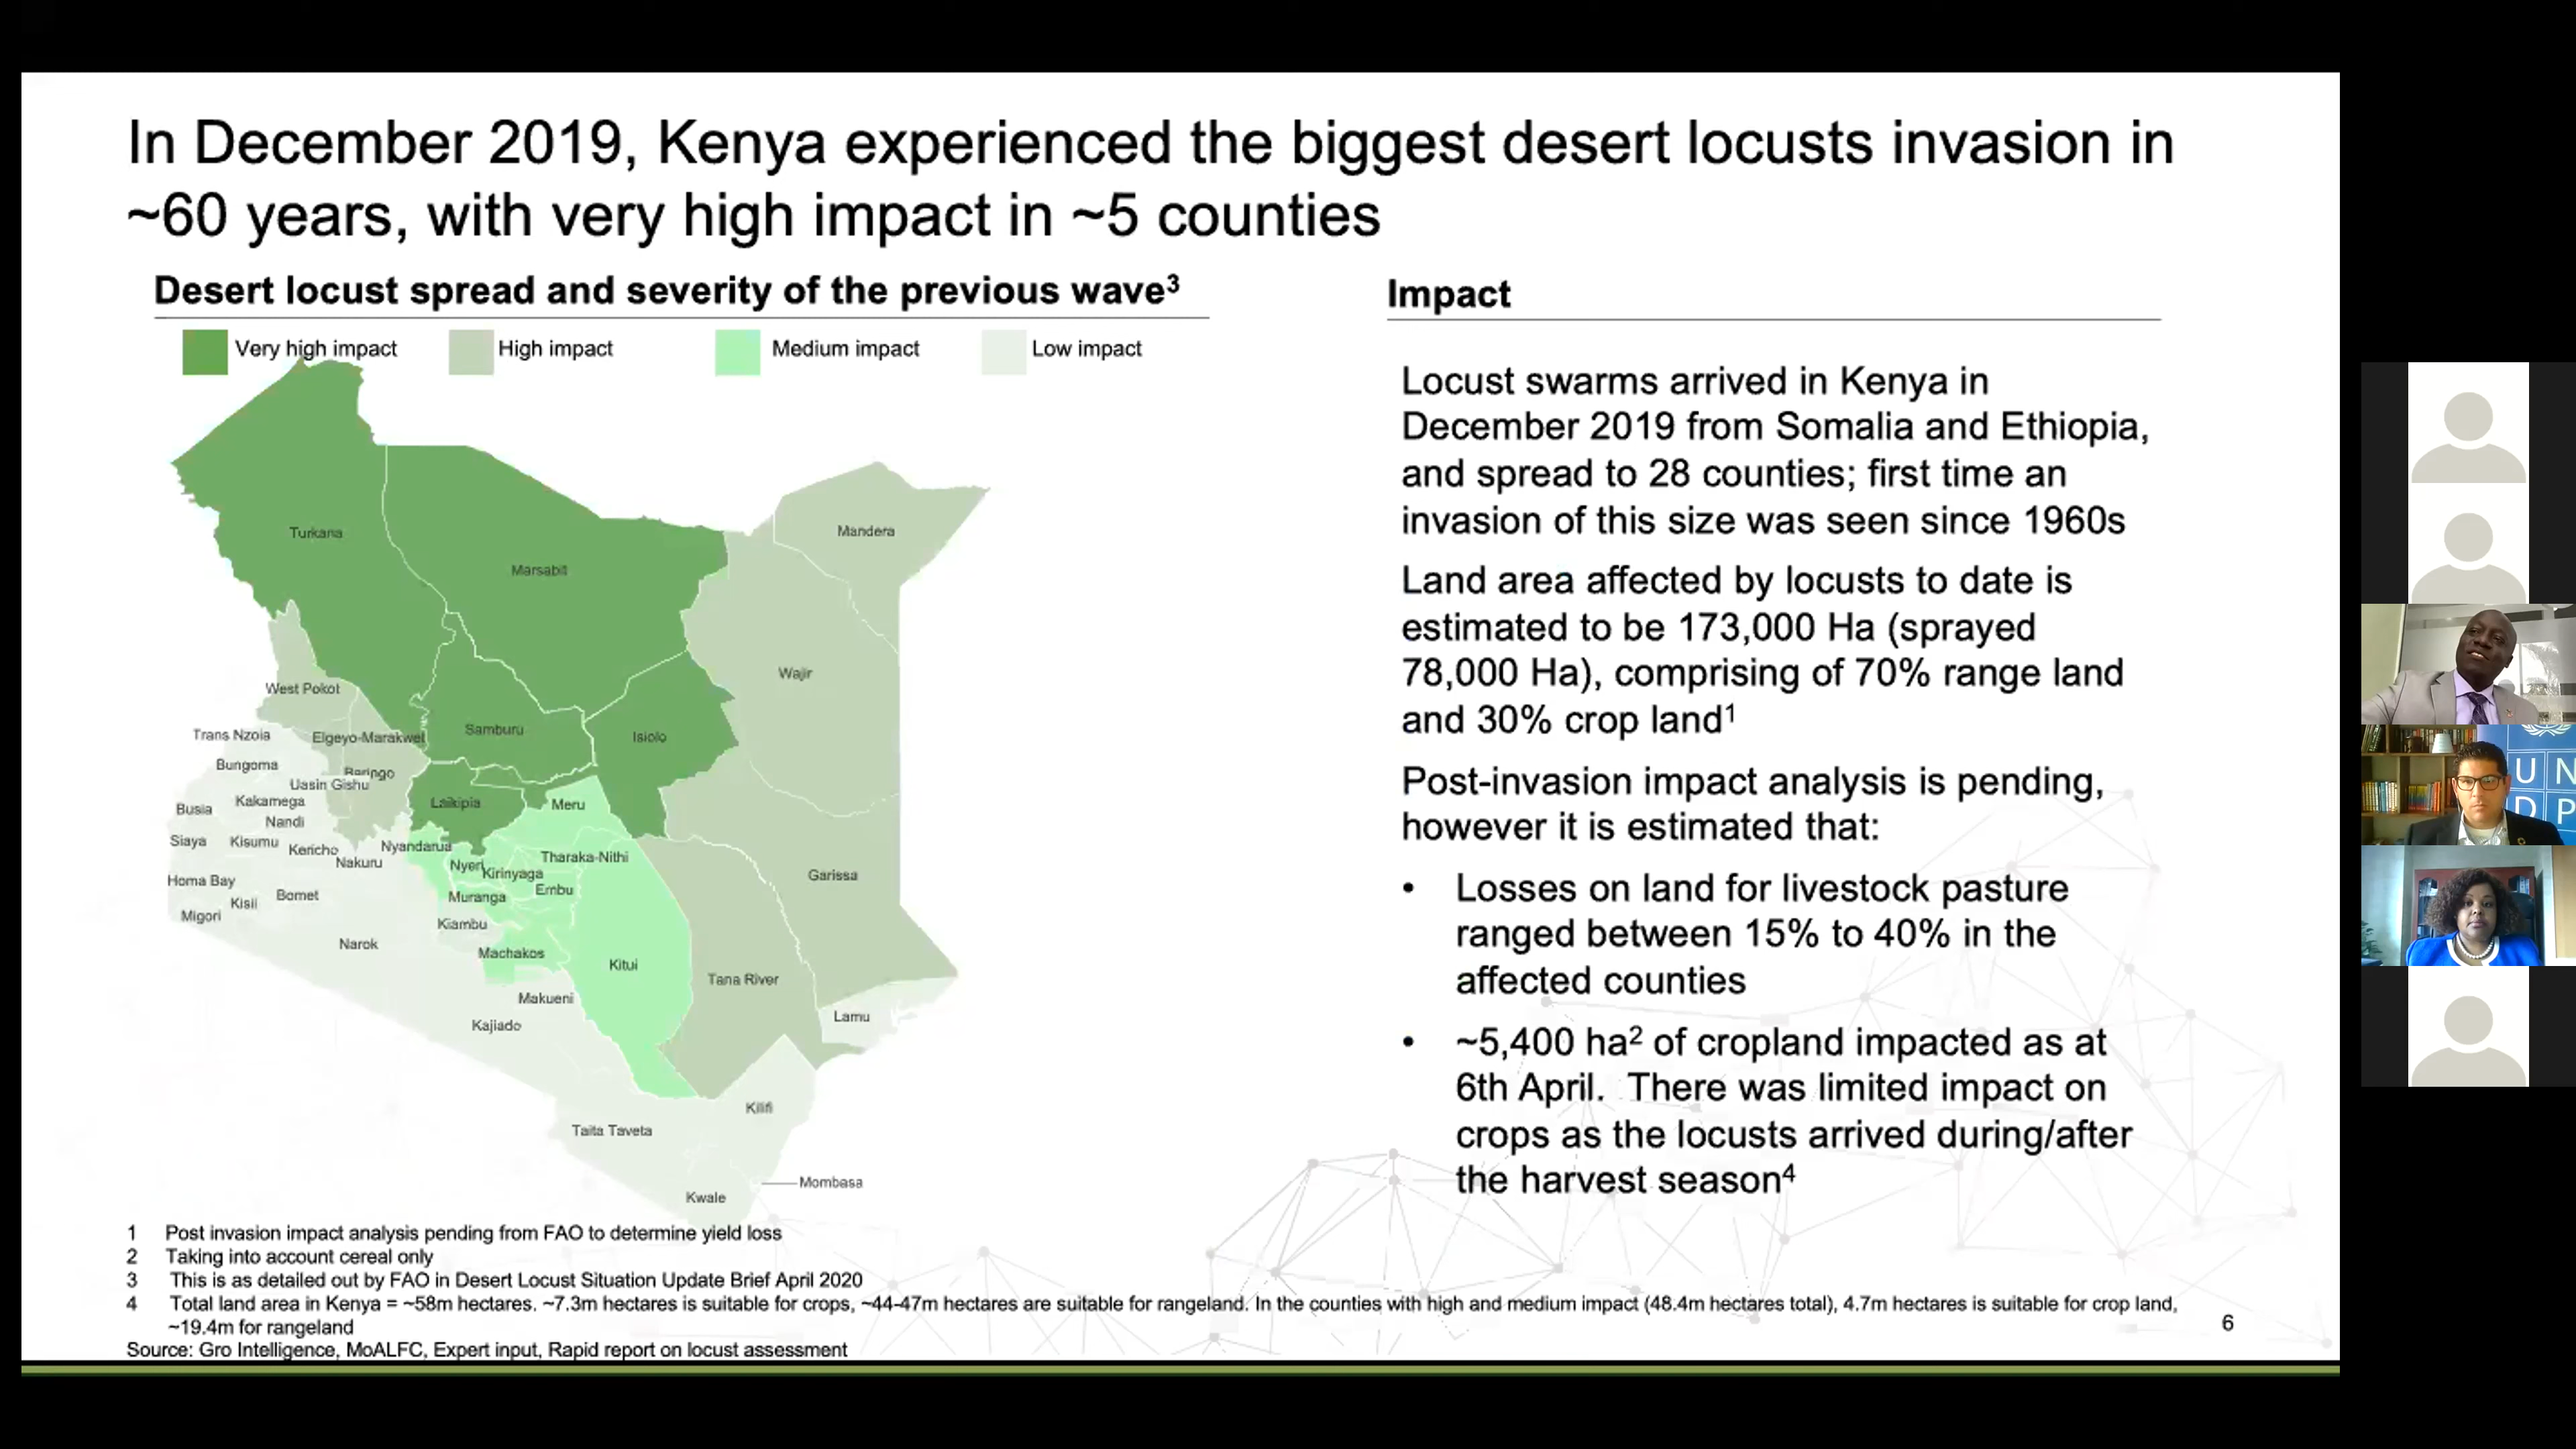 In December 2019, Kenya experienced the biggest desert locusts invasion in
~60 years, with very high impact in ~5 counties
Desert locust spread and severity of the previous wave3
Very high impact
High impact
Medium impact
Low impact
Turkana
Marsabit
Mandera
Wajir
West Pokot
Samburu
Isiolo
Trans Nzoia
Elgeyo-Marakwet
Bungoma
Baringo
Uasin Gishu
Busia
Kakamega
Laikipia
Meru
Nandi
Siaya
Kisumu
Kericho
Nyandarua
Nakuru
Nyeri
Kirinyaga
Tharaka-Nithi
Garissa
Homa Bay
Bomet
Muranga
Embu
Kisii
Migori
Kiambu
Narok
Machakos
Kitui
Tana River
Makueni
Kajiado
Lamu
Kilifi
Taita Taveta
Mombasa
Kwale
Impact
Locust swarms arrived in Kenya in
December 2019 from Somalia and Ethiopia,
and spread to 28 counties; first time an
invasion of this size was seen since 1960s
Land area affected by locusts to date is
estimated to be 173,000 Ha (sprayed
78,000 Ha), comprising of 70% range land
and 30% crop land1
Post-invasion impact analysis is pending,
however it is estimated that:
• Losses on land for livestock pasture
ranged between 15% to 40% in the
affected counties
• ~5,400 ha2 of cropland impacted as at
6th April. There was limited impact on
crops as the locusts arrived during/after
the harvest season4
1 Post invasion impact analysis pending from FAO to determine yield loss
2 Taking into account cereal only
3 This is as detailed out by FAO in Desert Locust Situation Update Brief April 2020
4 Total land area in Kenya = ~58m hectares. ~7.3m hectares is suitable for crops, ~44-47m hectares are suitable for rangeland. In the counties with high and medium impact (48.4m hectares total), 4.7m hectares is suitable for crop land,
~19.4m for rangeland
Source: Gro Intelligence, MoALFC, Expert input, Rapid report on locust assessment
6
U N
D P